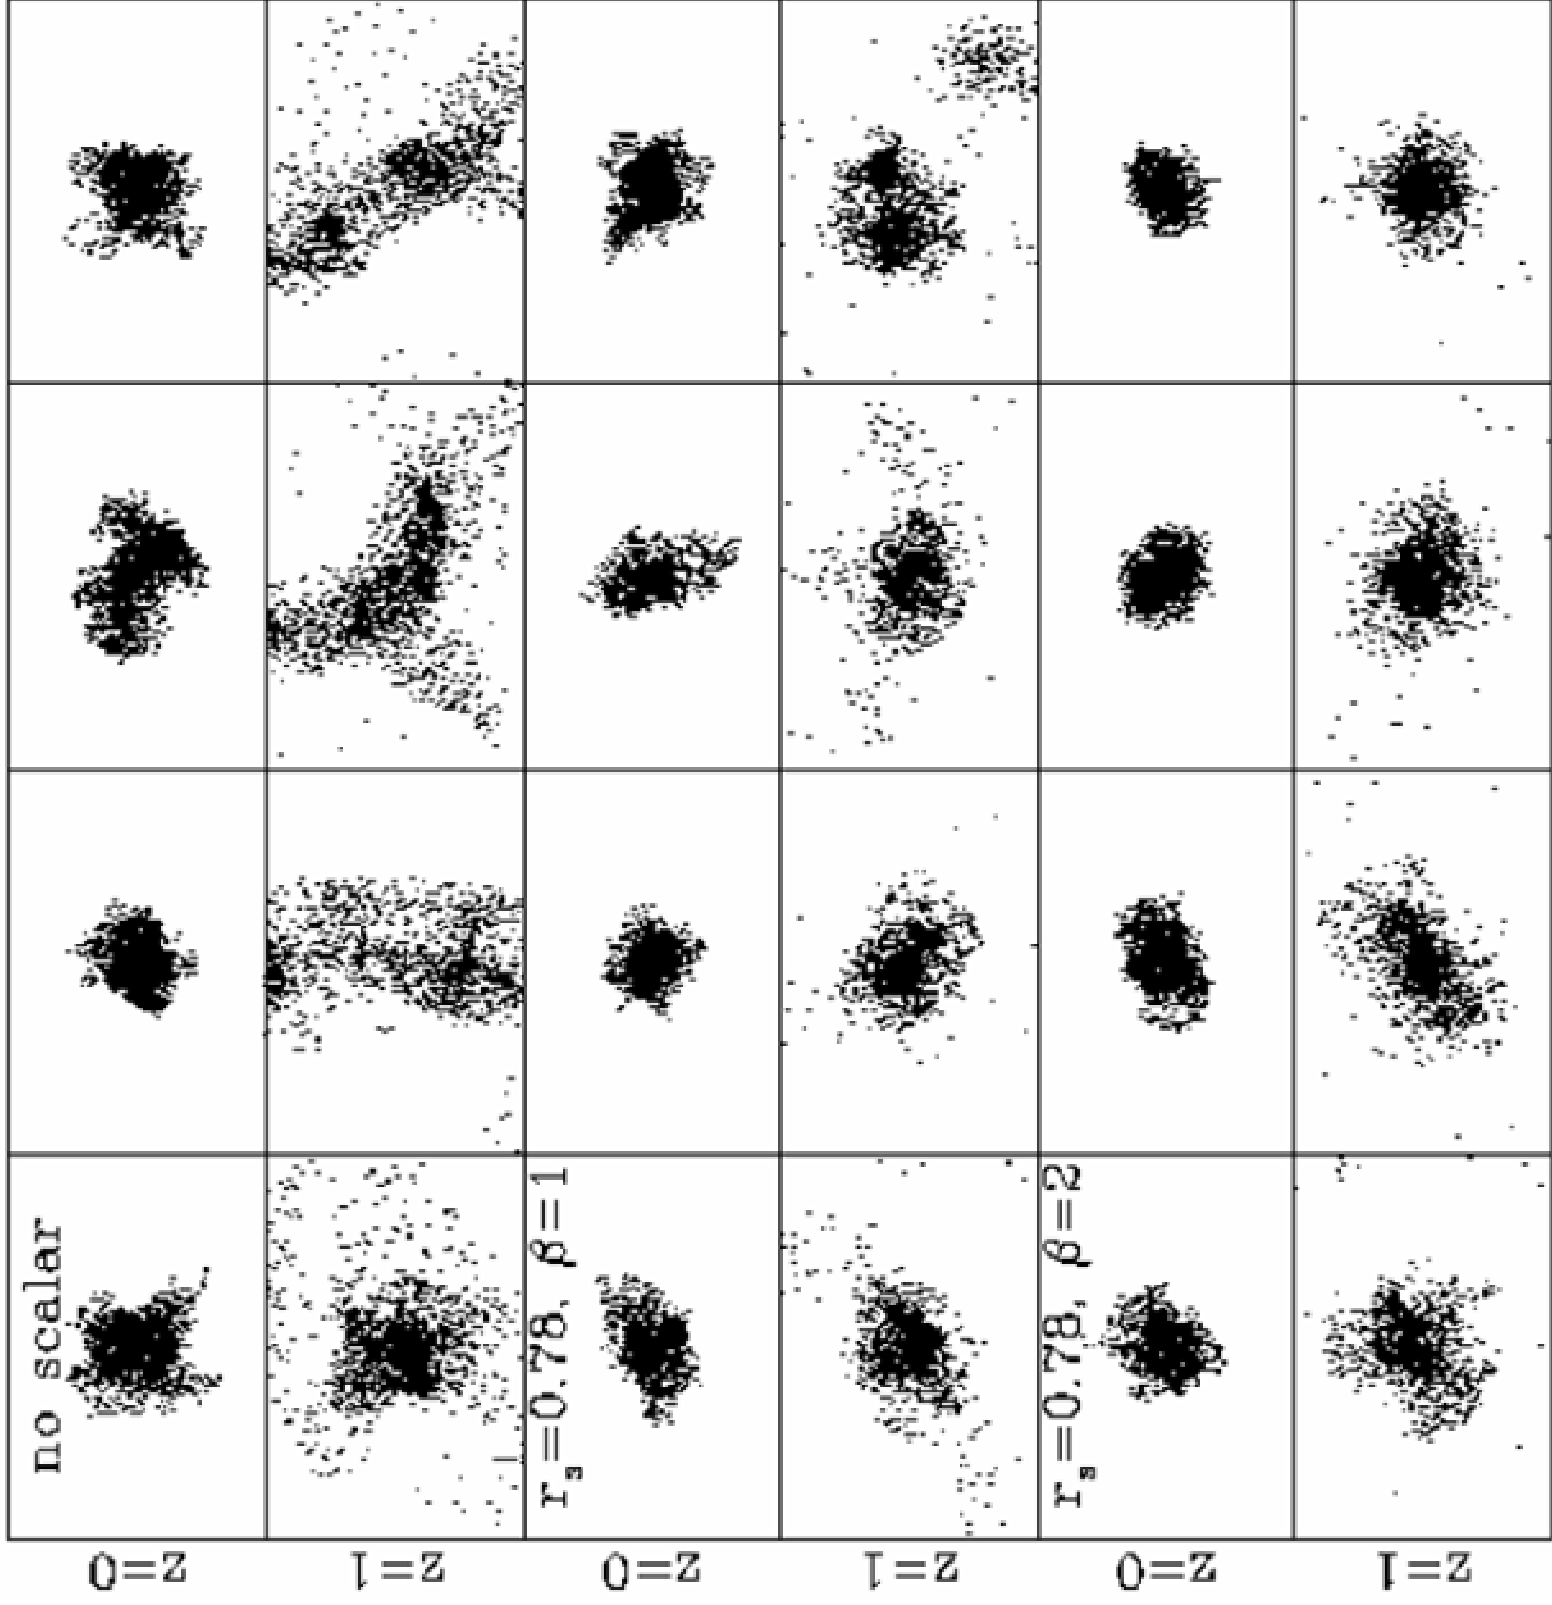 no scalar
r_s=0.78, β=1
r_s=0.78, β=2
z=0
z=1
z=0
z=1
z=0
z=1